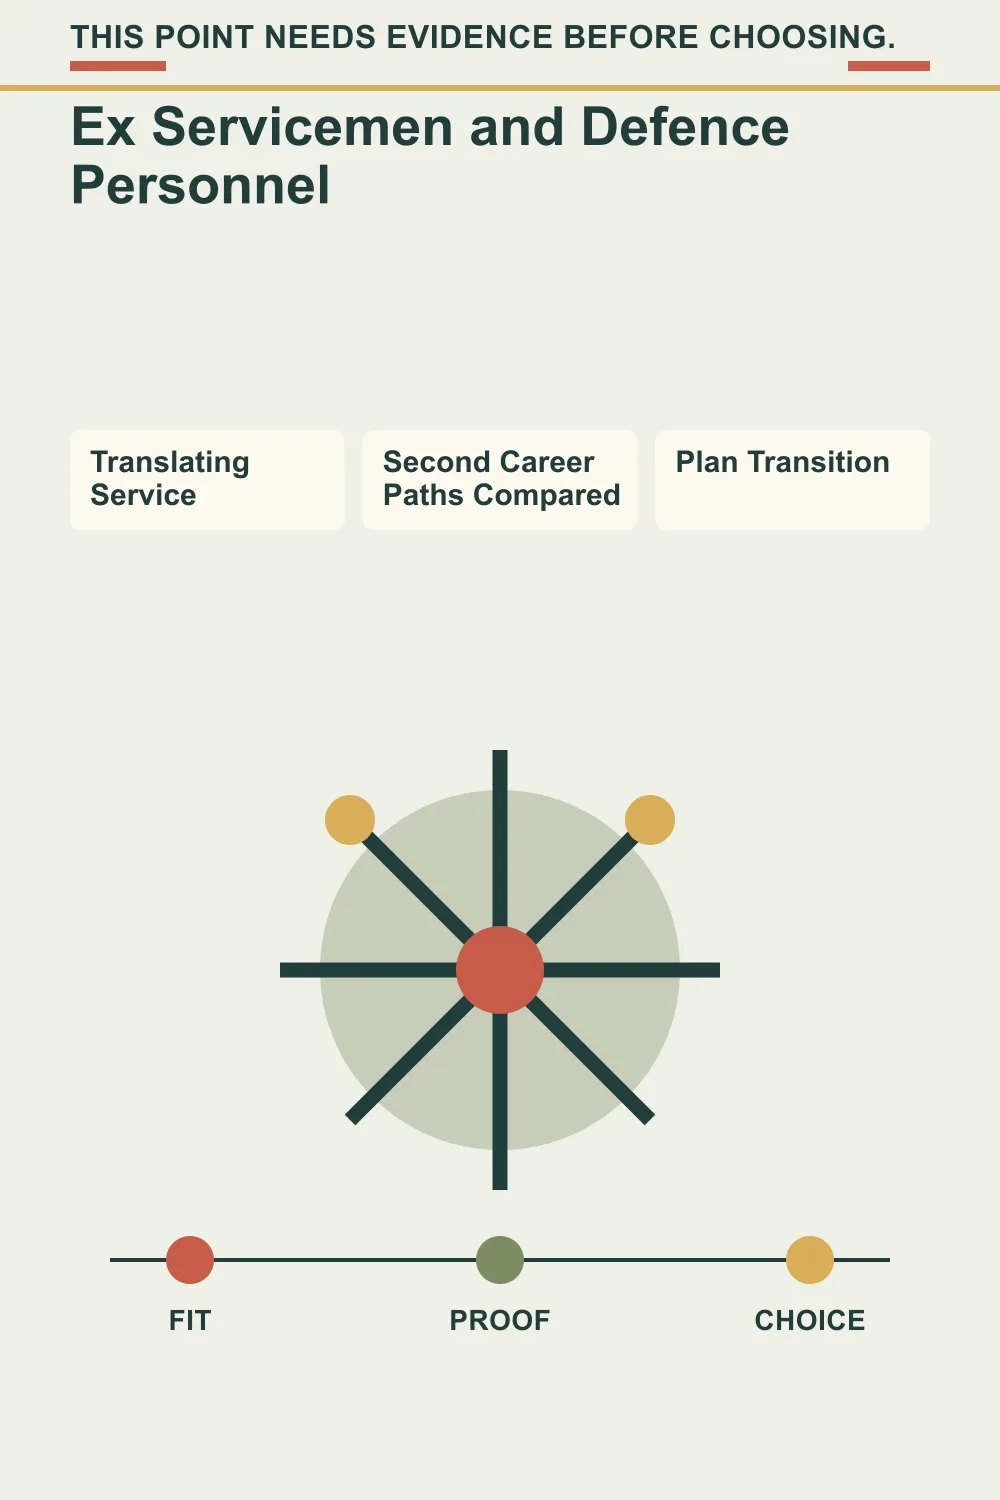 THIS POINT NEEDS EVIDENCE BEFORE CHOOSING.
Ex Servicemen and Defence
Personnel
Translating
Service
Second Career
Paths Compared
Plan Transition
FIT
PROOF
CHOICE